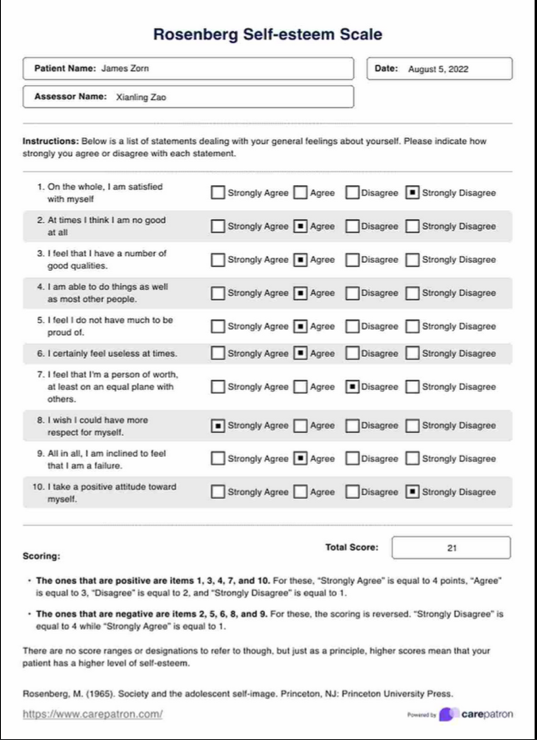 Rosenberg Self-esteem Scale
Patient Name: James Zorn
Date: August 5, 2022
Assessor Name: Xianling Zao
Instructions: Below is a list of statements dealing with your general feelings about yourself. Please indicate how
strongly you agree or disagree with each statement.
1. On the whole, I am satisfied
with myself
Strongly Agree Agree Disagree Strongly Disagree
2. At times I think I am no good
at all
Strongly Agree Agree Disagree Strongly Disagree
3. I feel that I have a number of
good qualities.
Strongly Agree Agree Disagree Strongly Disagree
4. I am able to do things as well
as most other people.
Strongly Agree Agree Disagree Strongly Disagree
5. I feel I do not have much to be
proud of.
Strongly Agree Agree Disagree Strongly Disagree
6. I certainly feel useless at times.
Strongly Agree Agree Disagree Strongly Disagree
7. I feel that I'm a person of worth,
at least on an equal plane with
others.
Strongly Agree Agree Disagree Strongly Disagree
8. I wish I could have more
respect for myself.
Strongly Agree Agree Disagree Strongly Disagree
9. All in all, I am inclined to feel
that I am a failure.
Strongly Agree Agree Disagree Strongly Disagree
10. I take a positive attitude toward
myself.
Strongly Agree Agree Disagree Strongly Disagree
Total Score: 21
Scoring:
• The ones that are positive are items 1, 3, 4, 7, and 10. For these, "Strongly Agree" is equal to 4 points, "Agree"
is equal to 3, "Disagree" is equal to 2, and "Strongly Disagree" is equal to 1.
• The ones that are negative are items 2, 5, 6, 8, and 9. For these, the scoring is reversed. "Strongly Disagree" is
equal to 4 while "Strongly Agree" is equal to 1.
There are no score ranges or designations to refer to though, but just as a principle, higher scores mean that your
patient has a higher level of self-esteem.
Rosenberg, M. (1965). Society and the adolescent self-image. Princeton, NJ: Princeton University Press.
https://www.carepatron.com/
Powered by carepatron